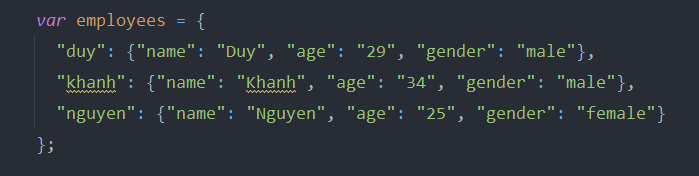 var employees = {
"duy": {"name": "Duy", "age": "29", "gender": "male"},
"khanh": {"name": "Khanh", "age": "34", "gender": "male"},
"nguyen": {"name": "Nguyen", "age": "25", "gender": "female"}
};